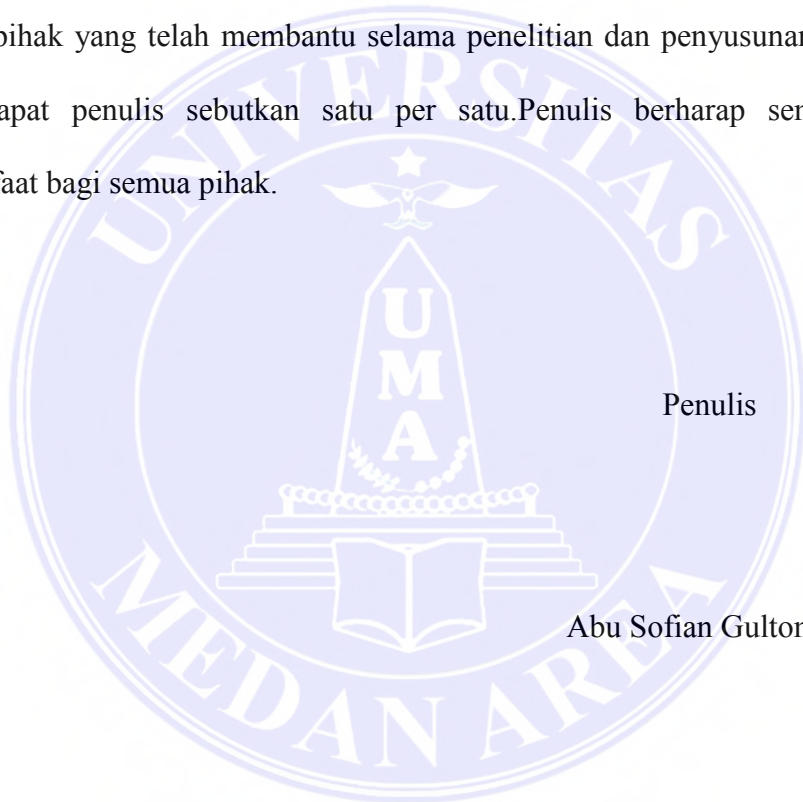 pihak yang telah membantu selama penelitian dan penyusunan
apat penulis sebutkan satu per satu.Penulis berharap sem
faat bagi semua pihak.
UNIVERSITAS
UMA
Penulis
Abu Sofian Gulton
MEDAN AREA